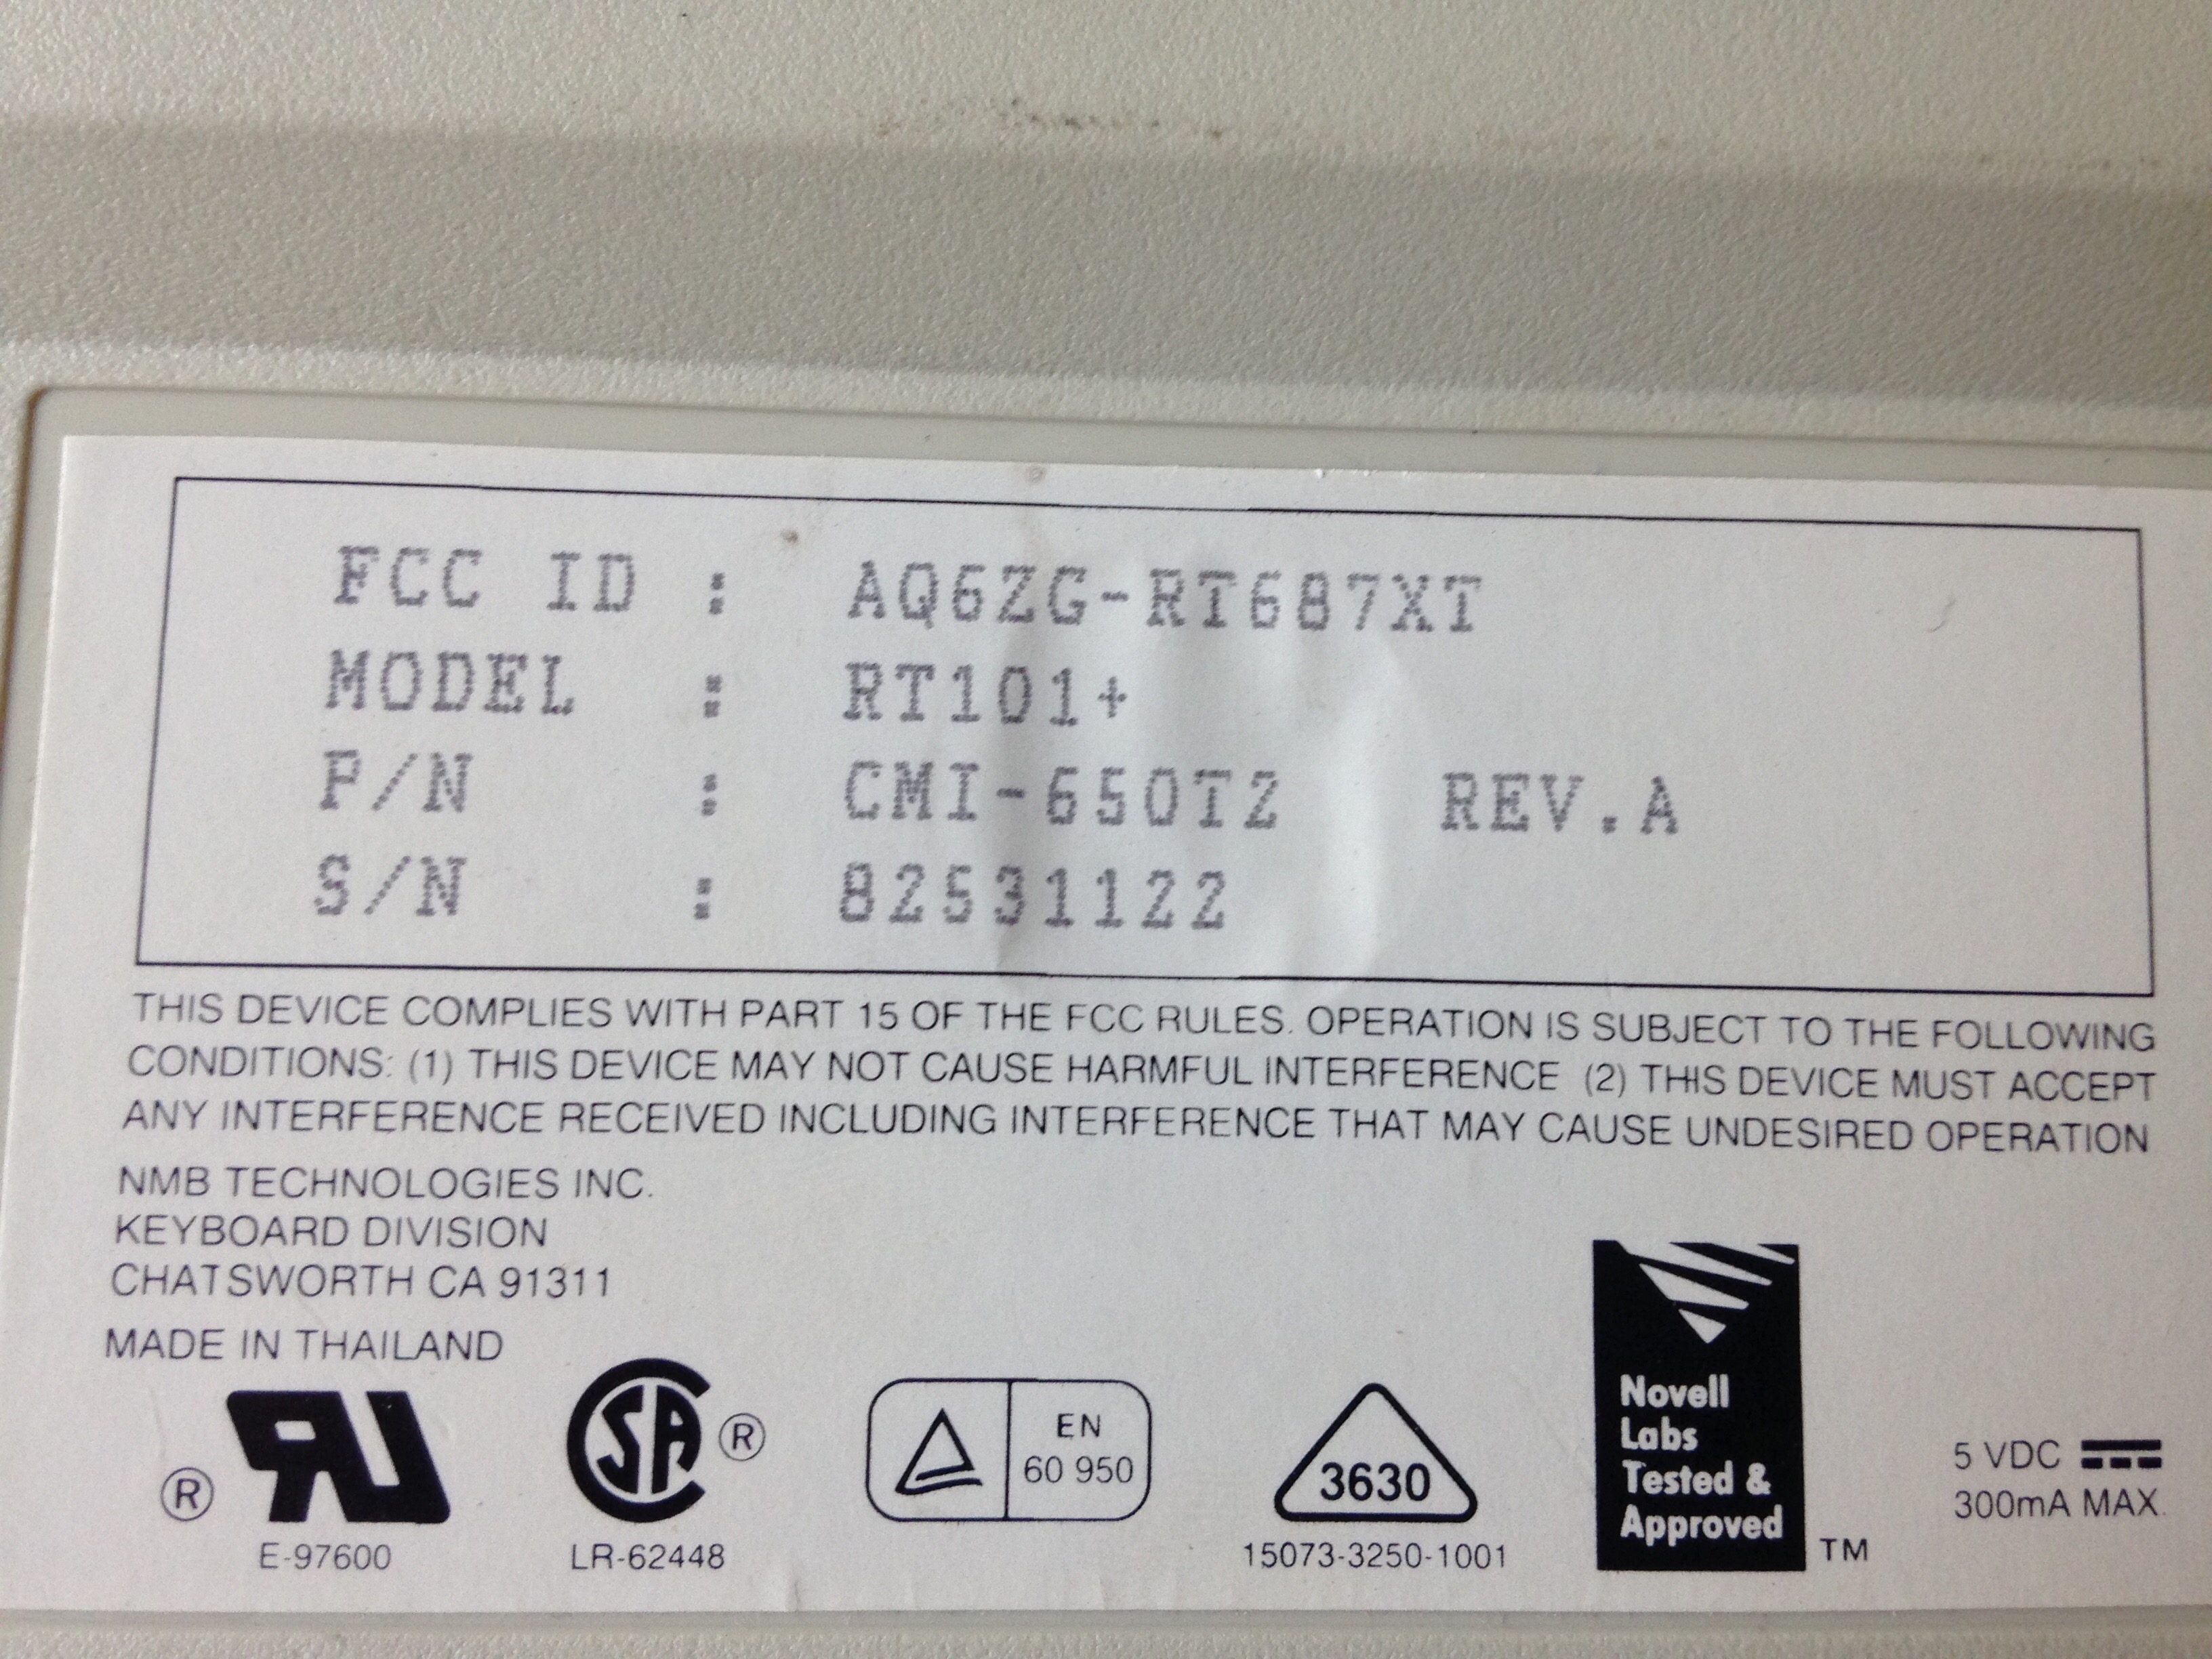 FCC ID : AQ6ZG-RT687XT
MODEL : RT101+
P/N : CMI-650T2 REV.A
S/N : 82531122
THIS DEVICE COMPLIES WITH PART 15 OF THE FCC RULES. OPERATION IS SUBJECT TO THE FOLLOWING
CONDITIONS: (1) THIS DEVICE MAY NOT CAUSE HARMFUL INTERFERENCE (2) THIS DEVICE MUST ACCEPT
ANY INTERFERENCE RECEIVED INCLUDING INTERFERENCE THAT MAY CAUSE UNDESIRED OPERATION
NMB TECHNOLOGIES INC.
KEYBOARD DIVISION
CHATSWORTH CA 91311
MADE IN THAILAND
®
E-97600
SA ®
LR-62448
EN
60 950
3630
15073-3250-1001
Novell
Labs
Tested &
Approved TM
5 VDC
300mA MAX.